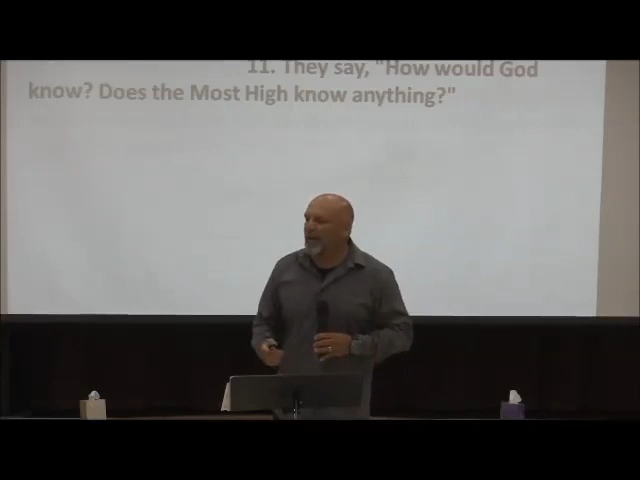 11. They say, "How would God
know? Does the Most High know anything?"